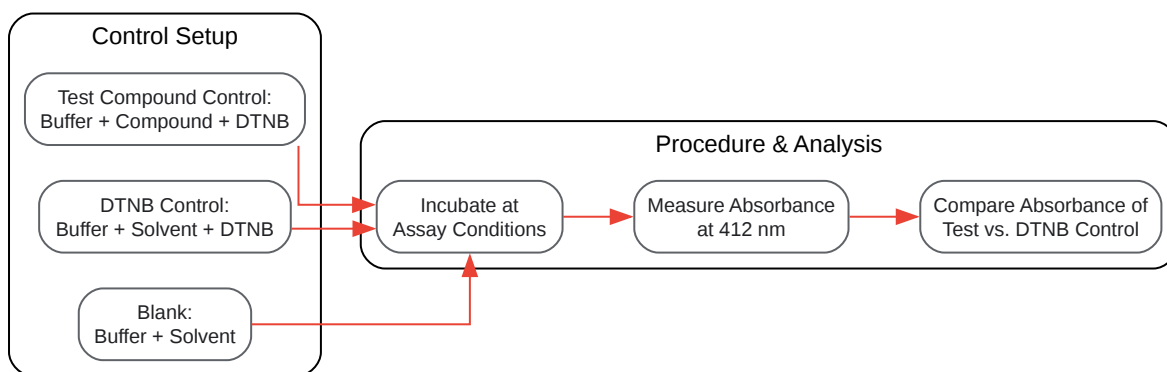 Control Setup
Test Compound Control:
Buffer + Compound + DTNB
DTNB Control:
Buffer + Solvent + DTNB
Blank:
Buffer + Solvent
Procedure & Analysis
Incubate at
Assay Conditions
Measure Absorbance
at 412 nm
Compare Absorbance of
Test vs. DTNB Control